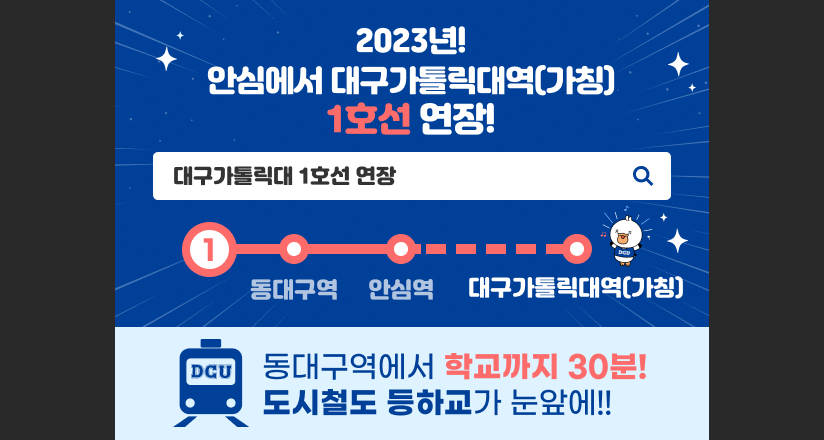 2023년!
안심에서 대구가톨릭대역(가칭)
1호선 연장!
대구가톨릭대 1호선 연장
1
DCU
동대구역 안심역 대구가톨릭대역(가칭)
DCU
동대구역에서 학교까지 30분!
도시철도 등하교가 눈앞에!!